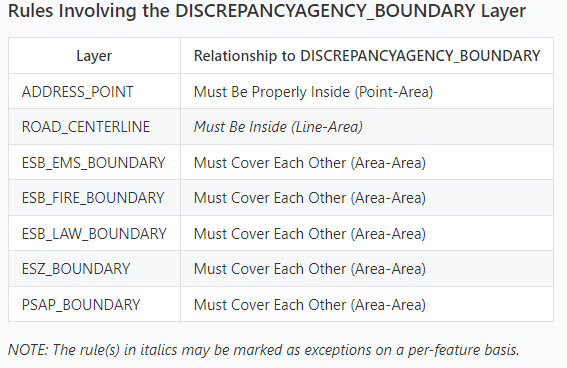 Rules Involving the DISCREPANCYAGENCY_BOUNDARY Layer
Layer Relationship to DISCREPANCYAGENCY_BOUNDARY
ADDRESS_POINT Must Be Properly Inside (Point-Area)
ROAD_CENTERLINE Must Be Inside (Line-Area)
ESB_EMS_BOUNDARY Must Cover Each Other (Area-Area)
ESB_FIRE_BOUNDARY Must Cover Each Other (Area-Area)
ESB_LAW_BOUNDARY Must Cover Each Other (Area-Area)
ESZ_BOUNDARY Must Cover Each Other (Area-Area)
PSAP_BOUNDARY Must Cover Each Other (Area-Area)
NOTE: The rule(s) in italics may be marked as exceptions on a per-feature basis.